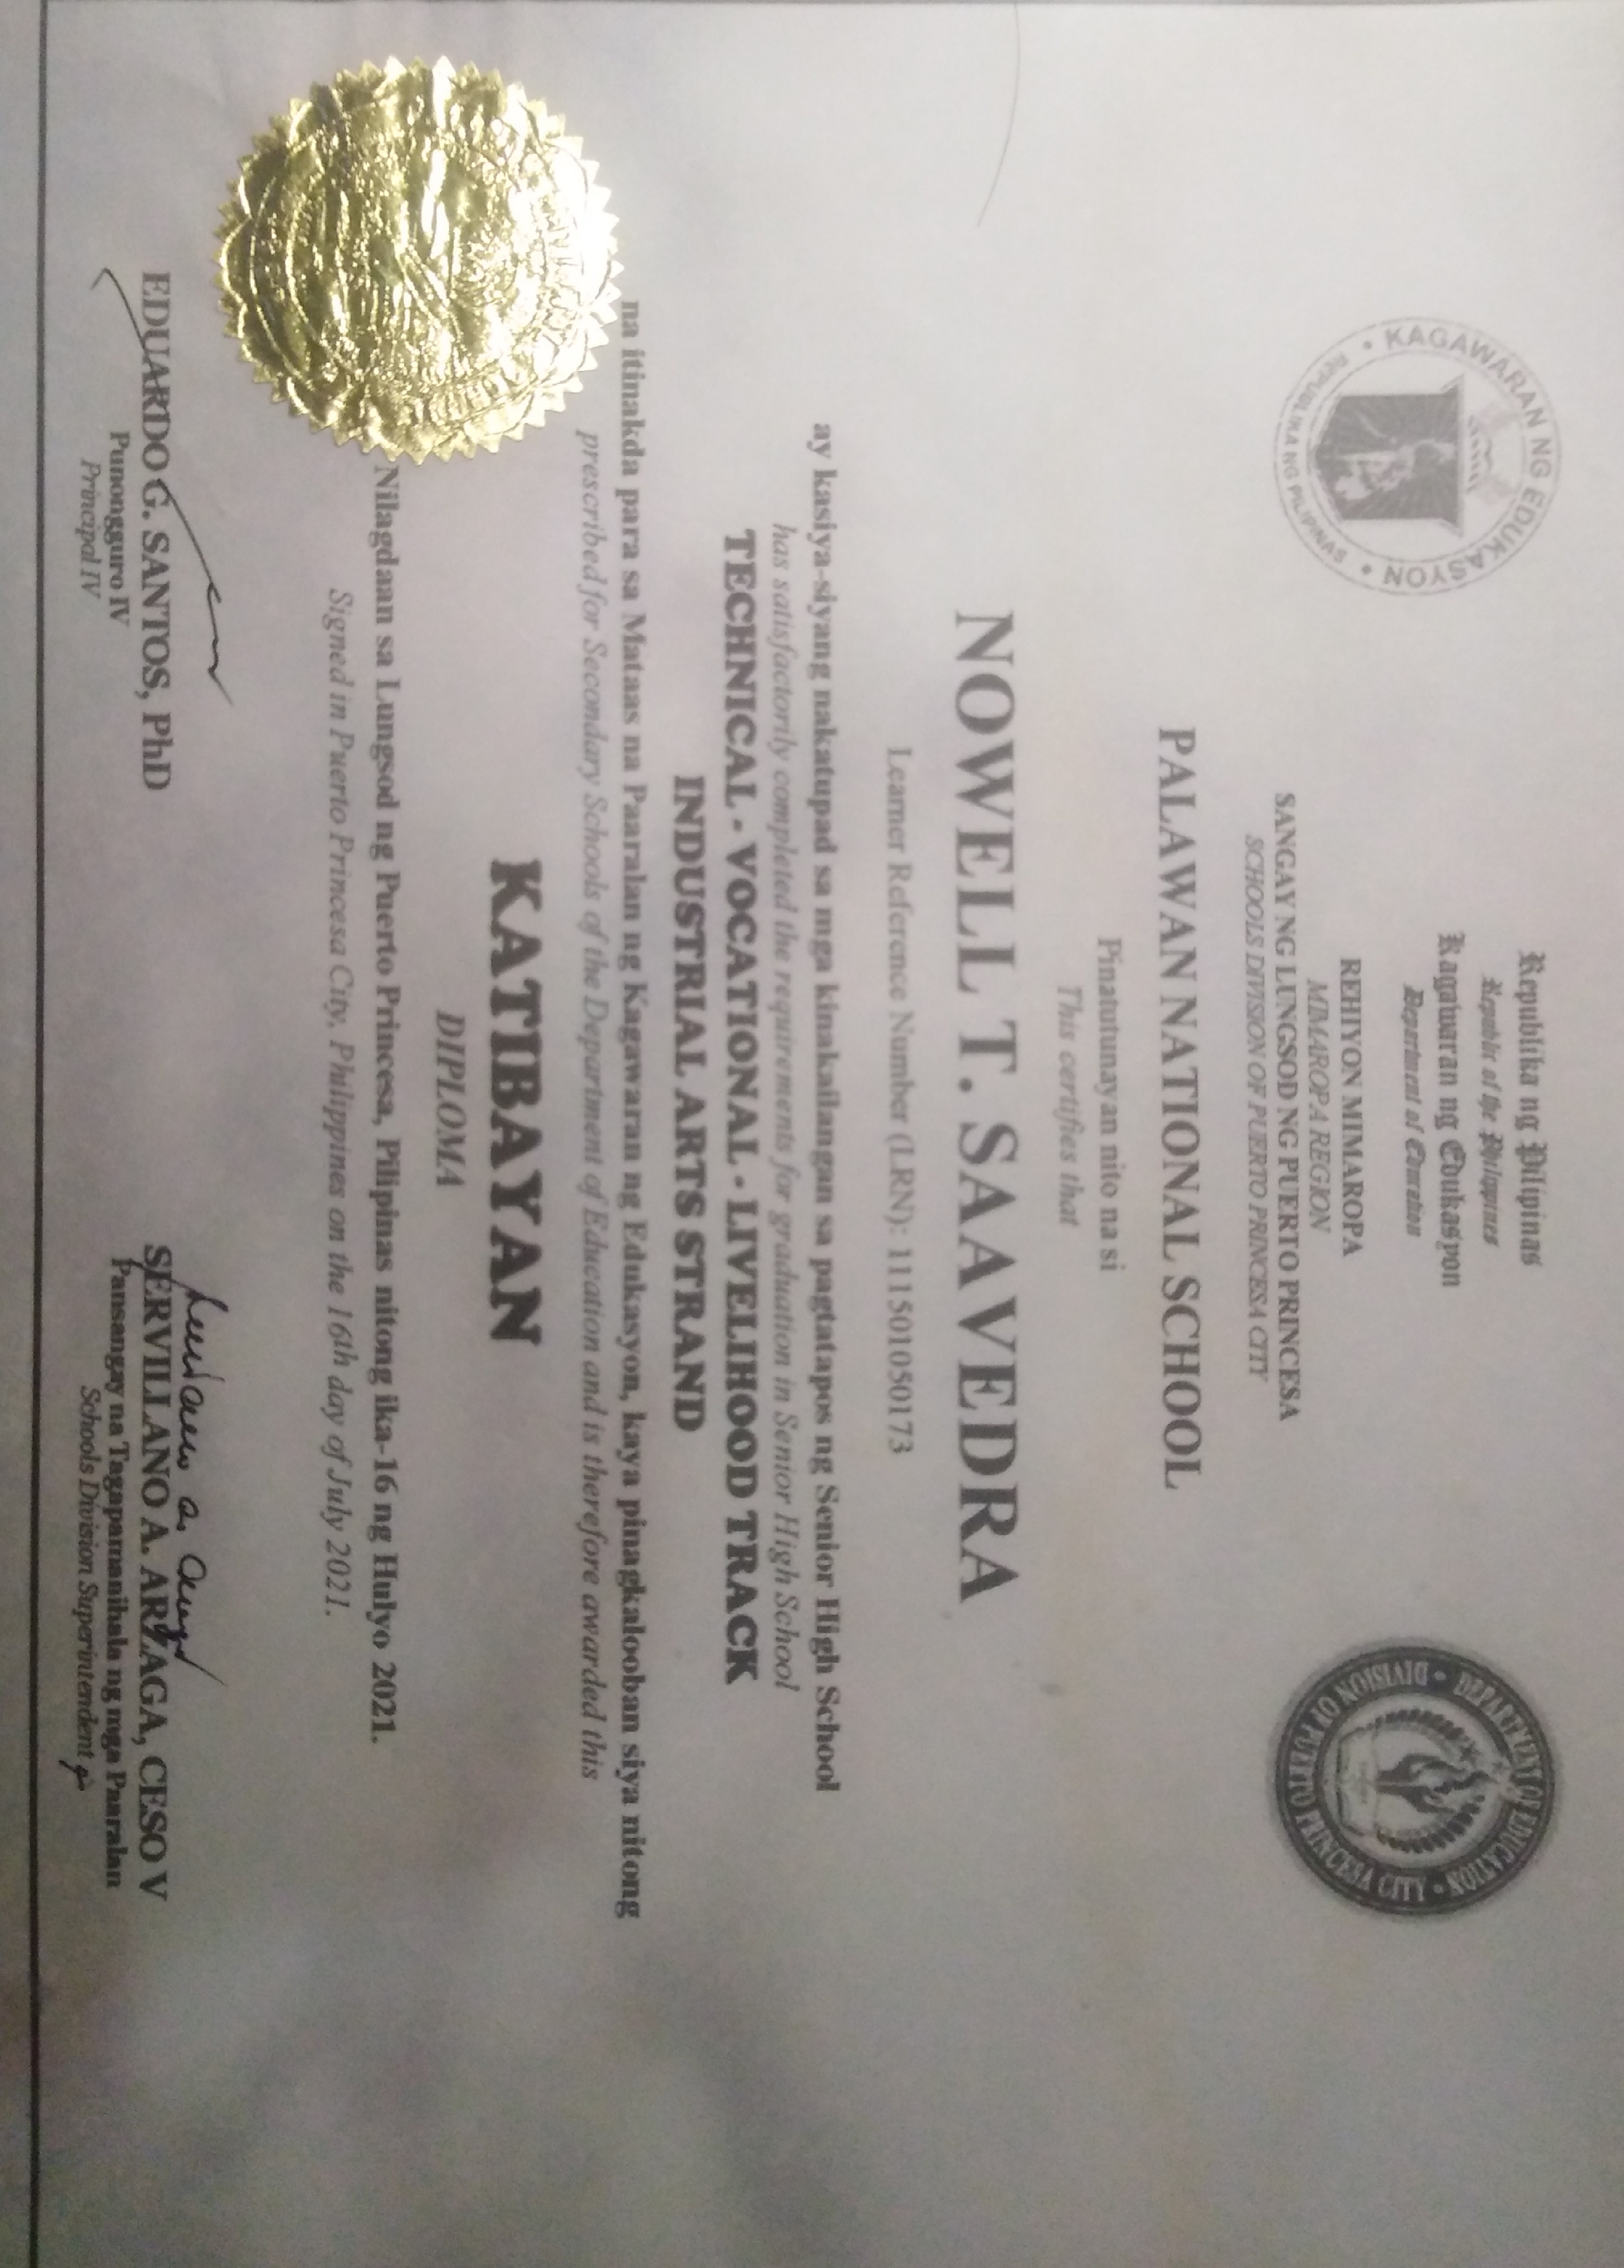 KAGAWARAN NG EDUKASYON
REPUBLIKA NG PILIPINAS
Republika ng Pilipinas
Republic of the Philippines
Kagawaran ng Edukasyon
Department of Education
DEPARTMENT OF EDUCATION
DIVISION OF PUERTO PRINCESA CITY
REHIYON MIMAROPA
MIMAROPA REGION
SANGAY NG LUNGSOD NG PUERTO PRINCESA
SCHOOLS DIVISION OF PUERTO PRINCESA CITY
PALAWAN NATIONAL SCHOOL
Pinatutunayan nito na si
This certifies that
NOWELL T. SAAVEDRA
Learner Reference Number (LRN): 111501050173
ay kasiya-siyang nakatupad sa mga kinakailangan sa pagtatapos ng Senior High School
has satisfactorily completed the requirements for graduation in Senior High School
TECHNICAL - VOCATIONAL - LIVELIHOOD TRACK
INDUSTRIAL ARTS STRAND
na itinakda para sa Mataas na Paaralan ng Kagawaran ng Edukasyon, kaya pinagkalooban siya nitong
prescribed for Secondary Schools of the Department of Education and is therefore awarded this
KATIBAYAN
DIPLOMA
Nilagdaan sa Lungsod ng Puerto Princesa, Pilipinas nitong ika-16 ng Hulyo 2021.
Signed in Puerto Princesa City, Philippines on the 16th day of July 2021.
EDUARDO G. SANTOS, PhD
Punongguro IV
Principal IV
SERVILLANO A. ARZAGA, CESO V
Pansangay na Tagapamanihala ng mga Paaralan
Schools Division Superintendent